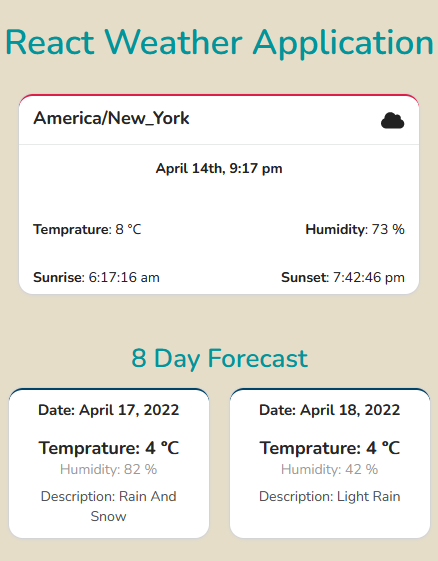 React Weather Application
America/New_York
April 14th, 9:17 pm
Temprature: 8 °C
Humidity: 73 %
Sunrise: 6:17:16 am
Sunset: 7:42:46 pm
8 Day Forecast
Date: April 17, 2022
Temprature: 4 °C
Humidity: 82 %
Description: Rain And
Snow
Date: April 18, 2022
Temprature: 4 °C
Humidity: 42 %
Description: Light Rain